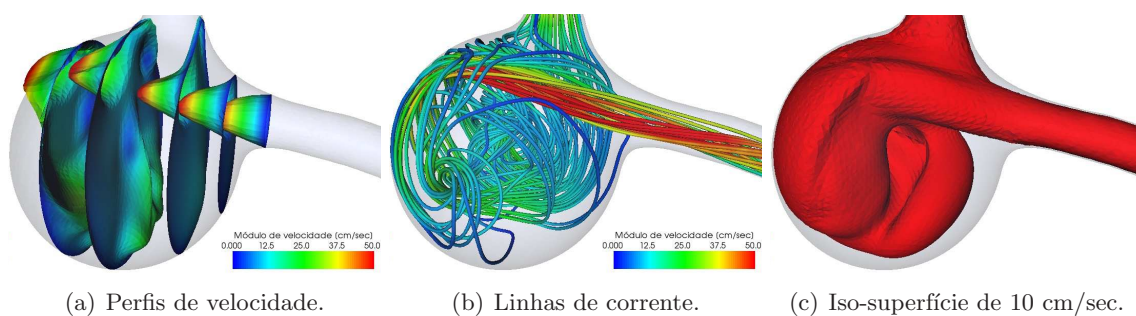 Módulo de velocidade (cm/sec)
0.000 12.5 25.0 37.5 50.0
Módulo de velocidade (cm/sec)
0.000 12.5 25.0 37.5 50.0
(a) Perfis de velocidade.
(b) Linhas de corrente.
(c) Iso-superfície de 10 cm/sec.